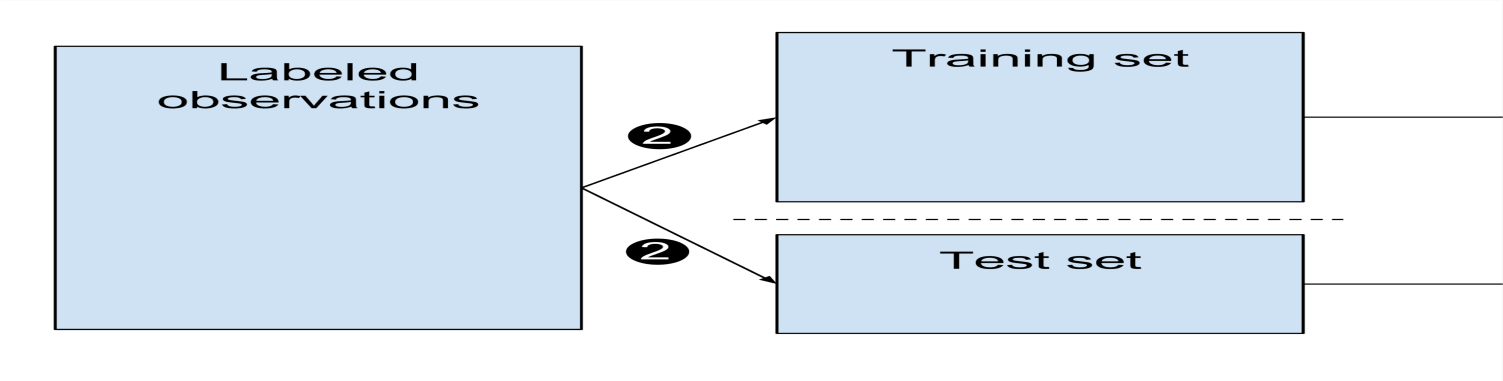 Labeled
observations
❷
❷
Training set
Test set